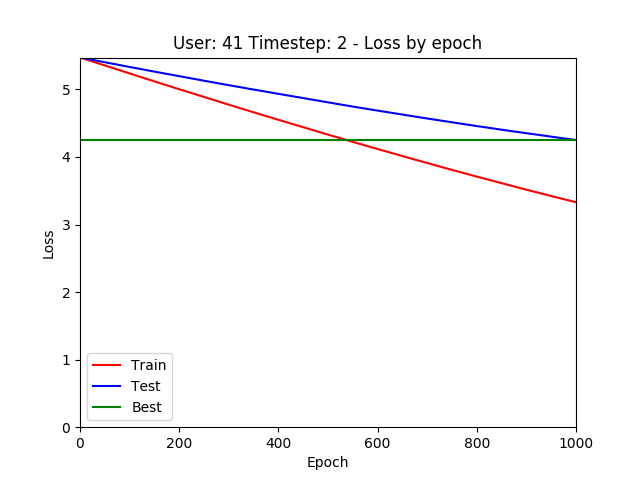 User: 41 Timestep: 2 - Loss by epoch
5
4
3
2
1
0
Loss
Train
Test
Best
0 200 400 600 800 1000
Epoch